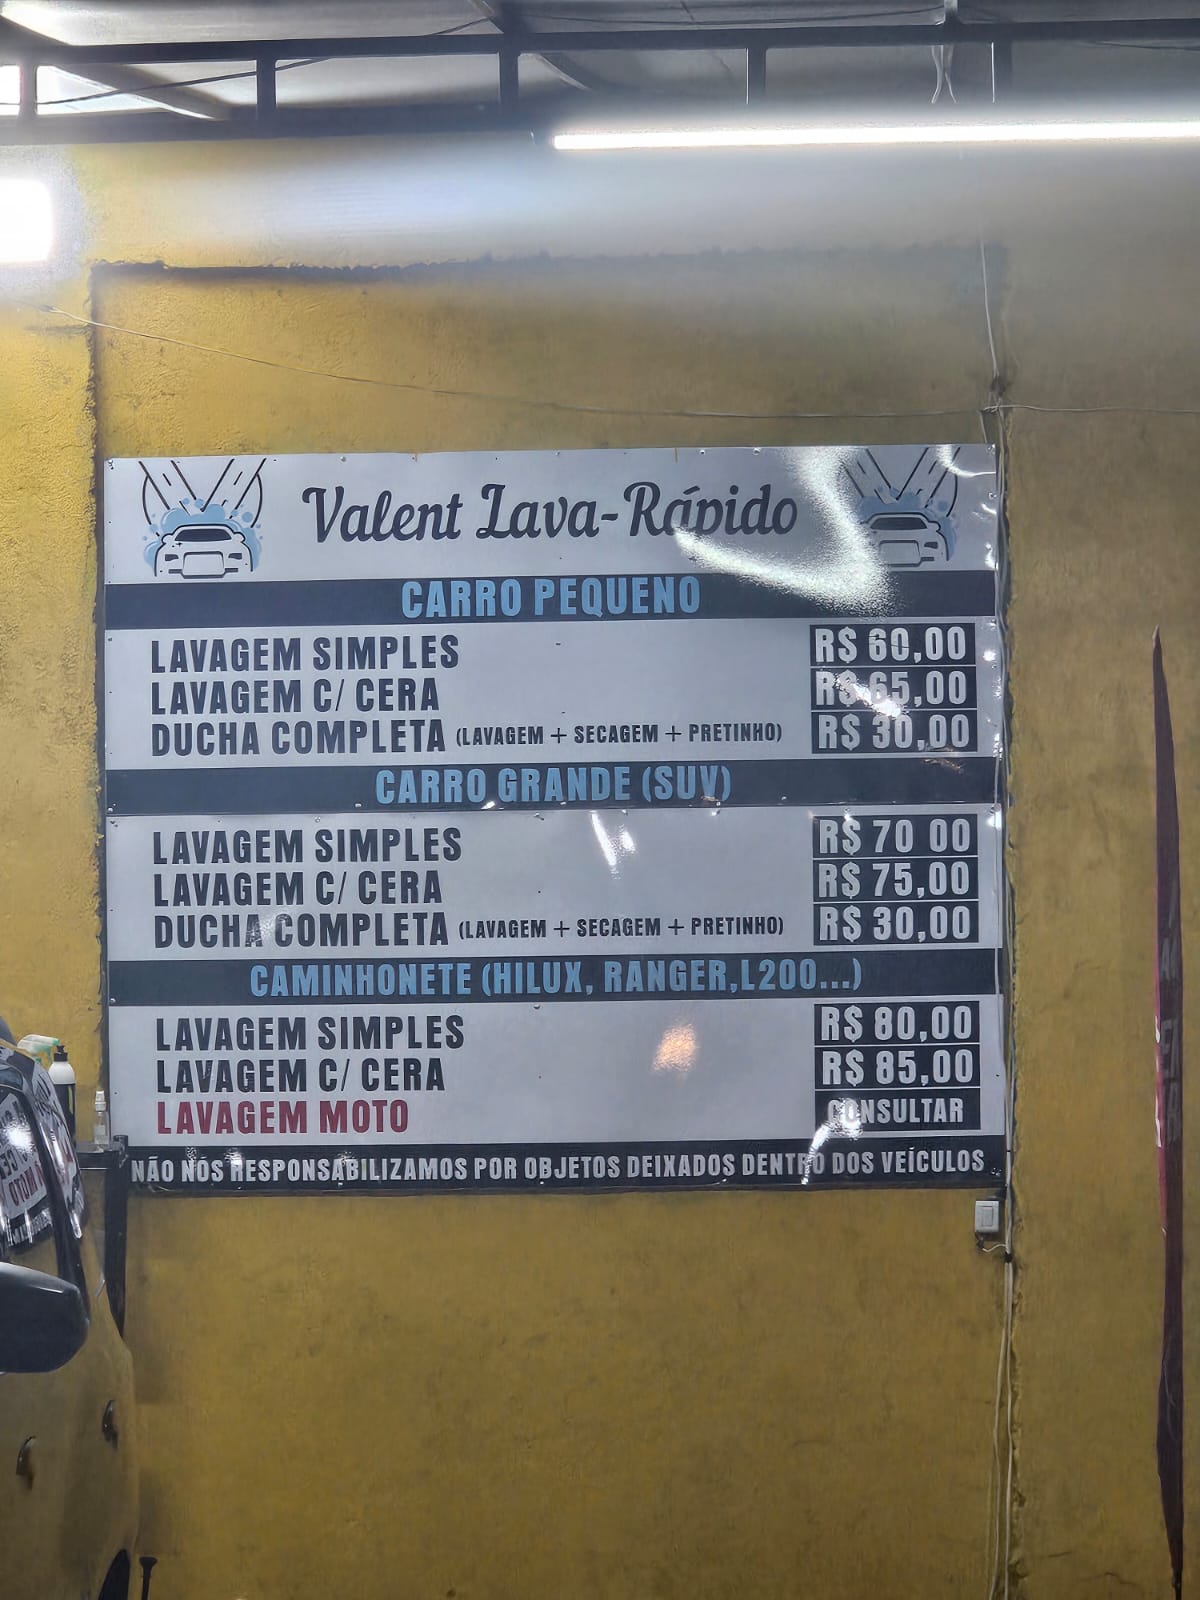 Valent Lava-Rápido
CARRO PEQUENO
LAVAGEM SIMPLES R$ 60,00
LAVAGEM C/ CERA R$ 65,00
DUCHA COMPLETA (LAVAGEM + SECAGEM + PRETINHO) R$ 30,00
CARRO GRANDE (SUV)
LAVAGEM SIMPLES R$ 70 00
LAVAGEM C/ CERA R$ 75,00
DUCHA COMPLETA (LAVAGEM + SECAGEM + PRETINHO) R$ 30,00
CAMINHONETE (HILUX, RANGER,L200...)
LAVAGEM SIMPLES R$ 80,00
LAVAGEM C/ CERA R$ 85,00
LAVAGEM MOTO CONSULTAR
NÃO NOS RESPONSABILIZAMOS POR OBJETOS DEIXADOS DENTRO DOS VEÍCULOS